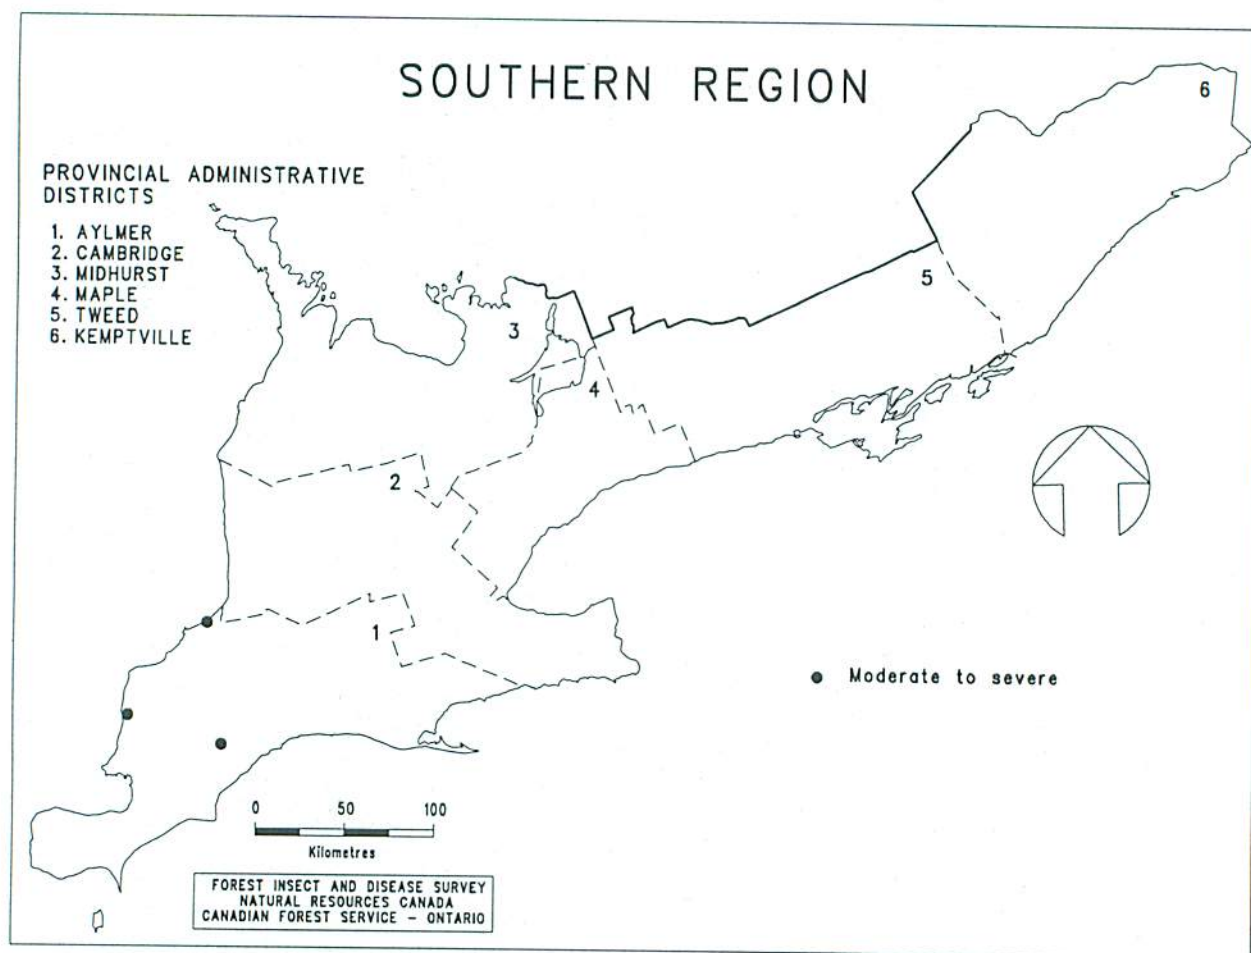 SOUTHERN REGION
PROVINCIAL ADMINISTRATIVE
DISTRICTS
1. AYLMER
2. CAMBRIDGE
3. MIDHURST
4. MAPLE
5. TWEED
6. KEMPTVILLE
6
5
3
4
2
1
Moderate to severe
0 50 100
Kilometres
FOREST INSECT AND DISEASE SURVEY
NATURAL RESOURCES CANADA
CANADIAN FOREST SERVICE - ONTARIO